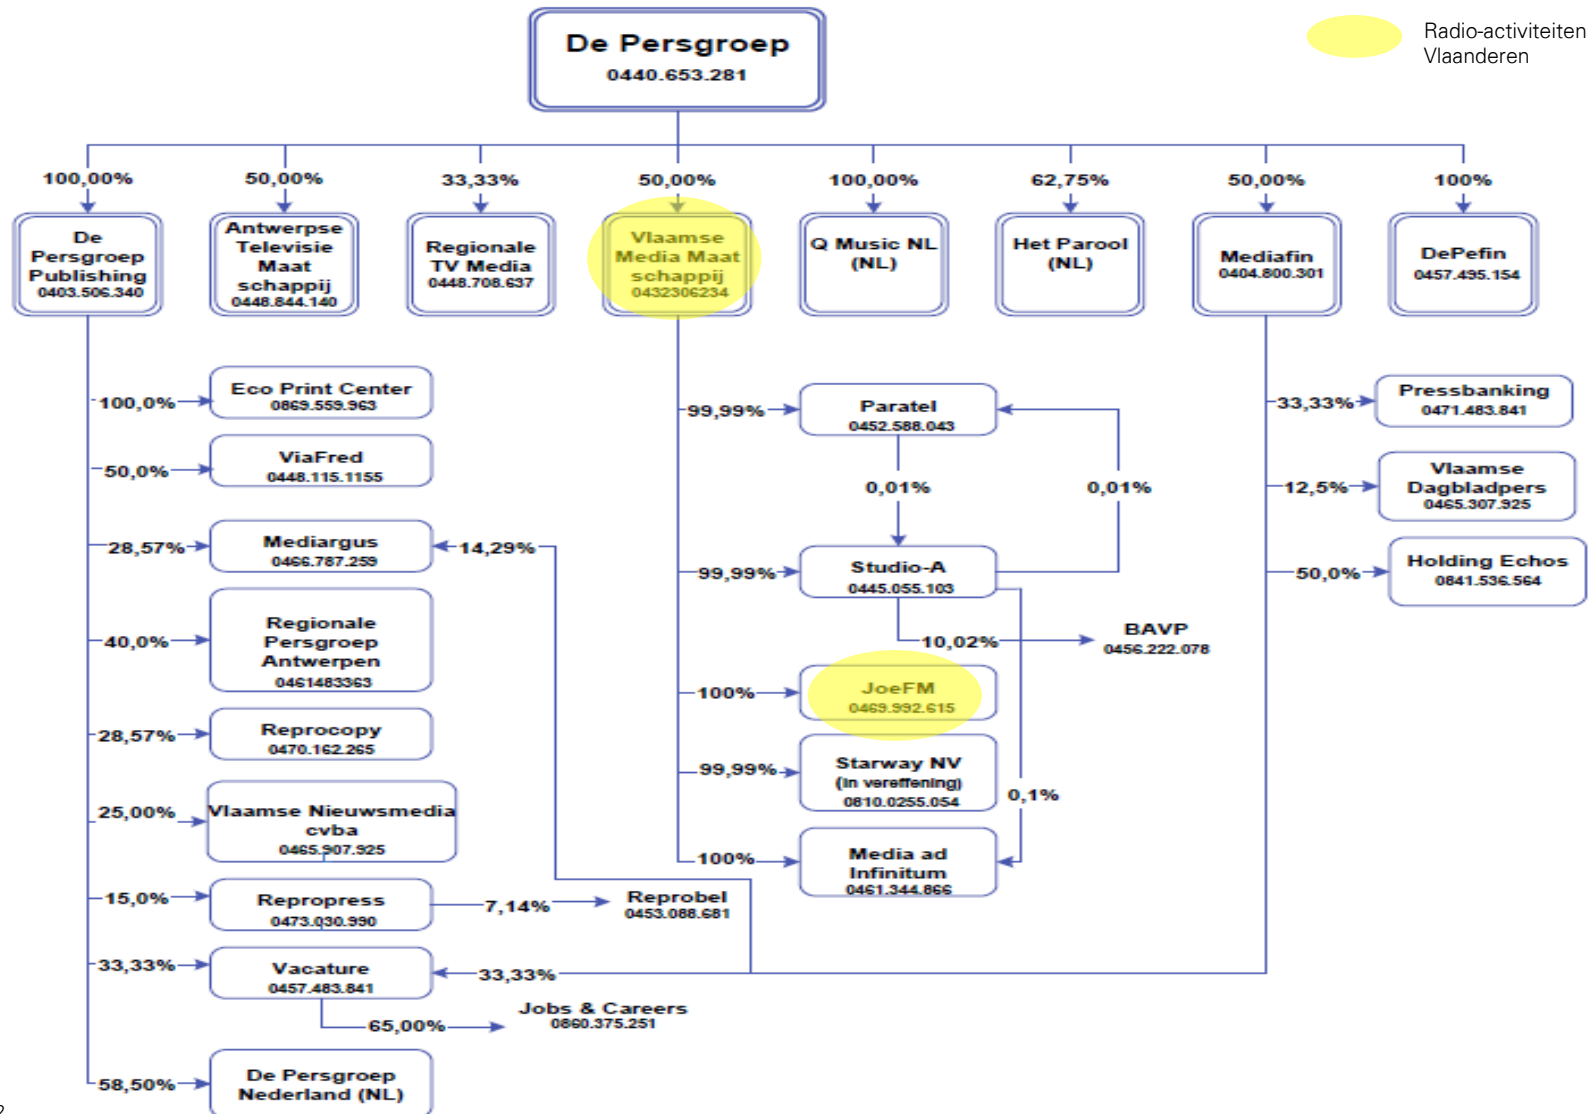 De Persgroep
0440.653.281
Radio-activiteiten
Vlaanderen
100,00%
50,00%
33,33%
50,00%
100,00%
62,75%
50,00%
100%
De
Persgroep
Publishing
0403.506.340
Antwerpse
Televisie
Maat
schappij
0448.844.140
Regionale
TV Media
0448.708.637
Vlaamse
Media Maat
schappij
0432306234
Q Music NL
(NL)
Het Parool
(NL)
Mediafin
0404.800.301
DePefin
0457.495.154
100,0%
Eco Print Center
0869.559.963
50,0%
ViaFred
0448.115.1155
28,57%
Mediargus
0466.787.259
14,29%
40,0%
Regionale
Persgroep
Antwerpen
0461483363
28,57%
Reprocopy
0470.162.265
25,00%
Vlaamse Nieuwsmedia
cvba
0465.907.925
15,0%
Repropress
0473.030.990
7,14%
Reprobel
0453.088.681
33,33%
Vacature
0457.483.841
33,33%
65,00%
Jobs & Careers
0860.375.251
58,50%
De Persgroep
Nederland (NL)
99,99%
Paratel
0452.588.043
0,01%
0,01%
99,99%
Studio-A
0445.055.103
10,02%
BAVP
0456.222.078
100%
JoeFM
0469.992.615
99,99%
Starway NV
(in vereffening)
0810.0255.054
0,1%
100%
Media ad
Infinitum
0461.344.866
33,33%
Pressbanking
0471.483.841
12,5%
Vlaamse
Dagbladpers
0465.307.925
50,0%
Holding Echos
0841.536.564